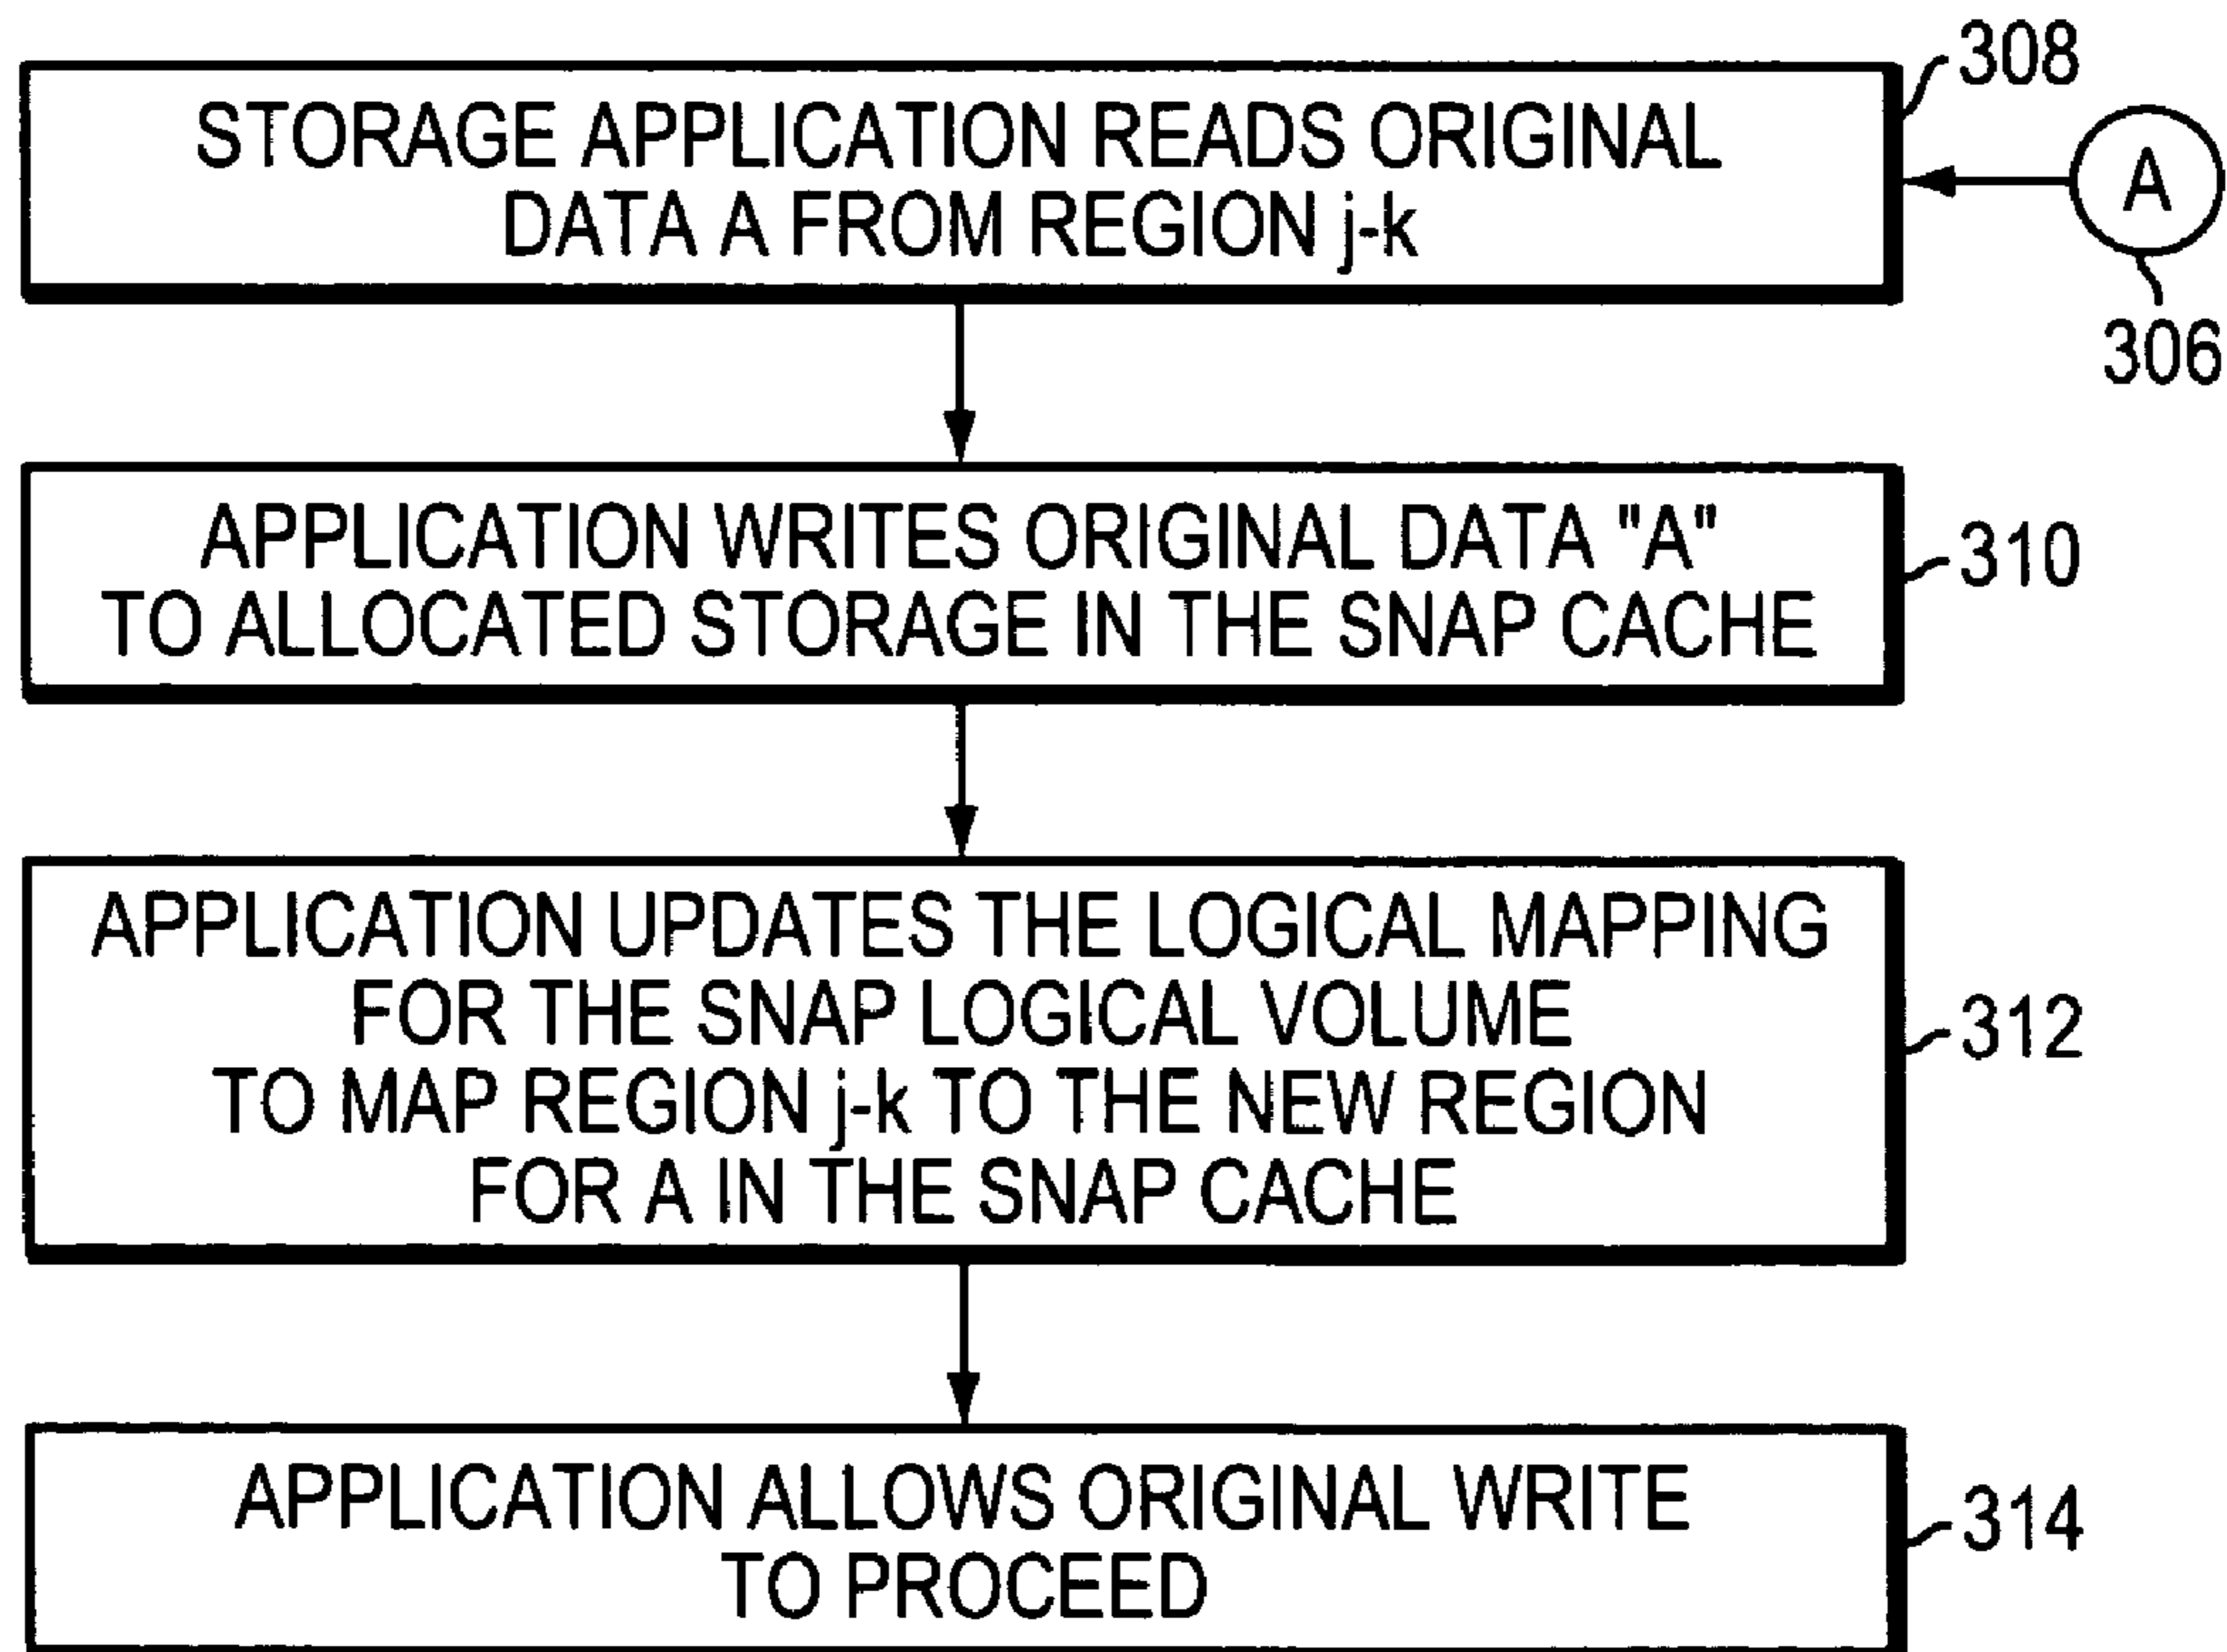 308
STORAGE APPLICATION READS ORIGINAL
DATA A FROM REGION j-k
A
306
APPLICATION WRITES ORIGINAL DATA "A"
TO ALLOCATED STORAGE IN THE SNAP CACHE
310
APPLICATION UPDATES THE LOGICAL MAPPING
FOR THE SNAP LOGICAL VOLUME
TO MAP REGION j-k TO THE NEW REGION
FOR A IN THE SNAP CACHE
312
APPLICATION ALLOWS ORIGINAL WRITE
TO PROCEED
314